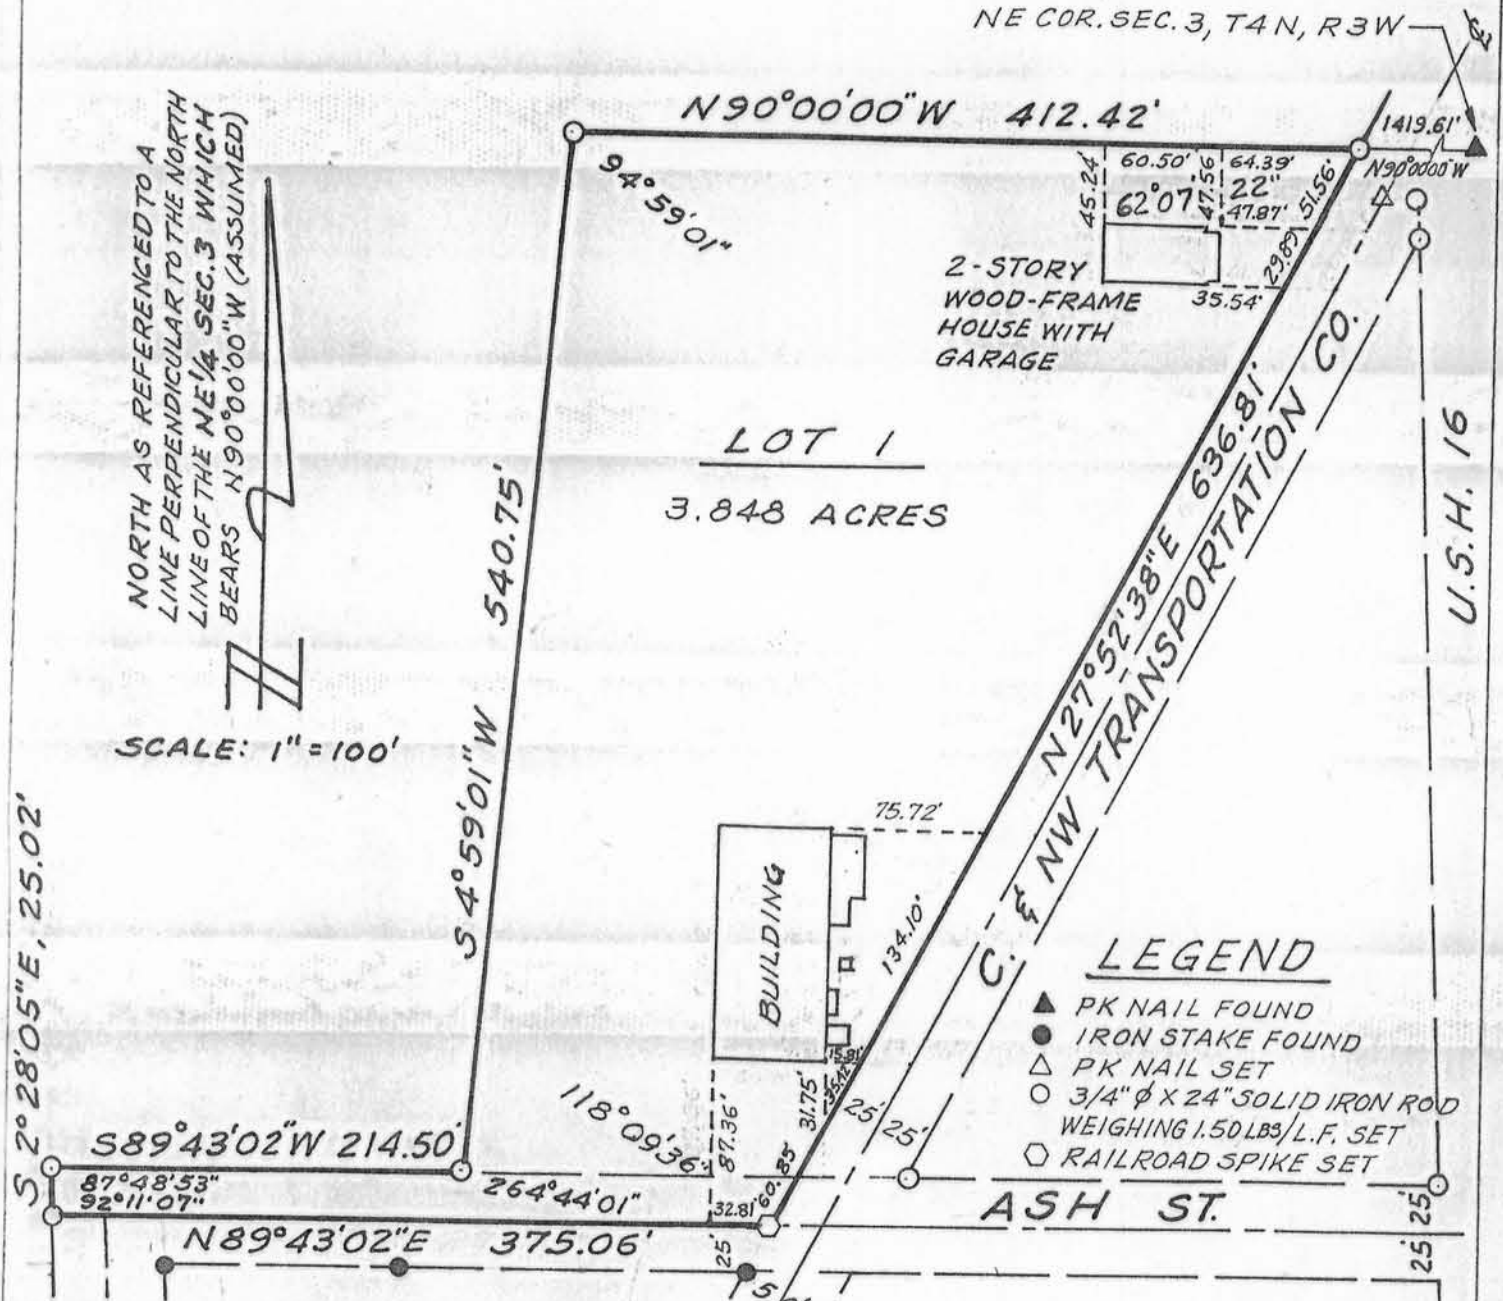 NE COR. SEC. 3, T4N, R3W
N90°00'00"W 412.42'
1419.61'
N90°00'00"W
NORTH AS REFERENCED TO A
LINE PERPENDICULAR TO THE NORTH
LINE OF THE NE¼ SEC. 3 WHICH
BEARS N90°00'00"W (ASSUMED)
94°59'01"
45.24
60.50'
47.56
64.39'
62°07'22"
47.87'
51.56'
29.89'
35.54'
2-STORY
WOOD-FRAME
HOUSE WITH
GARAGE
LOT 1
3.848 ACRES
S4°59'01"W 540.75'
N27°52'38"E 636.81'
C. & NW TRANSPORTATION CO.
U.S.H. 16
SCALE: 1"=100'
75.72'
BUILDING
134.10'
15.81'
35.42'
31.75'
S 2°28'05"E, 25.02'
LEGEND
PK NAIL FOUND
IRON STAKE FOUND
PK NAIL SET
3/4" ϕ X 24" SOLID IRON ROD
WEIGHING 1.50 LBS/L.F. SET
RAILROAD SPIKE SET
118°09'36"
87.36'
60.85'
25'
25'
S89°43'02"W 214.50'
87°48'53"
92°11'07"
264°44'01"
32.81'
N89°43'02"E 375.06'
ASH ST.
25'
25'
25'
S